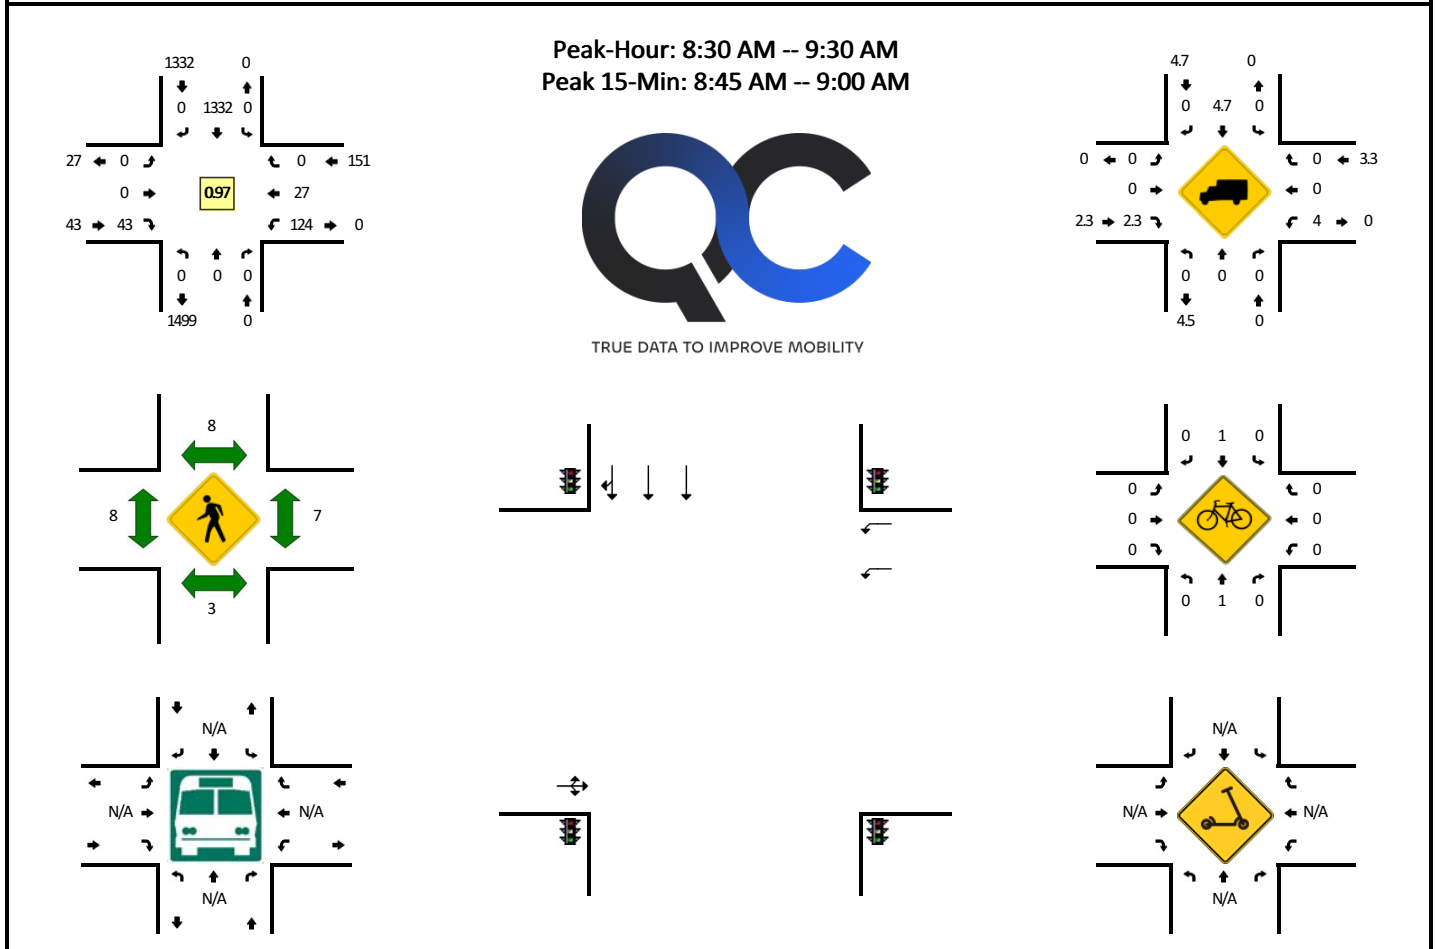 Peak-Hour: 8:30 AM -- 9:30 AM
Peak 15-Min: 8:45 AM -- 9:00 AM
1332 0
0 1332 0
27 0 0 151
0 0.97 27
43 43 124 0
0 0 0
1499 0
QC
TRUE DATA TO IMPROVE MOBILITY
4.7 0
0 4.7 0
0 0 0 3.3
0 0
2.3 2.3 4 0
0 0 0
4.5 0
8
8 7
3
0 1 0
0 0
0 0
0 0
0 1 0
N/A
N/A N/A
N/A
N/A
N/A N/A
N/A